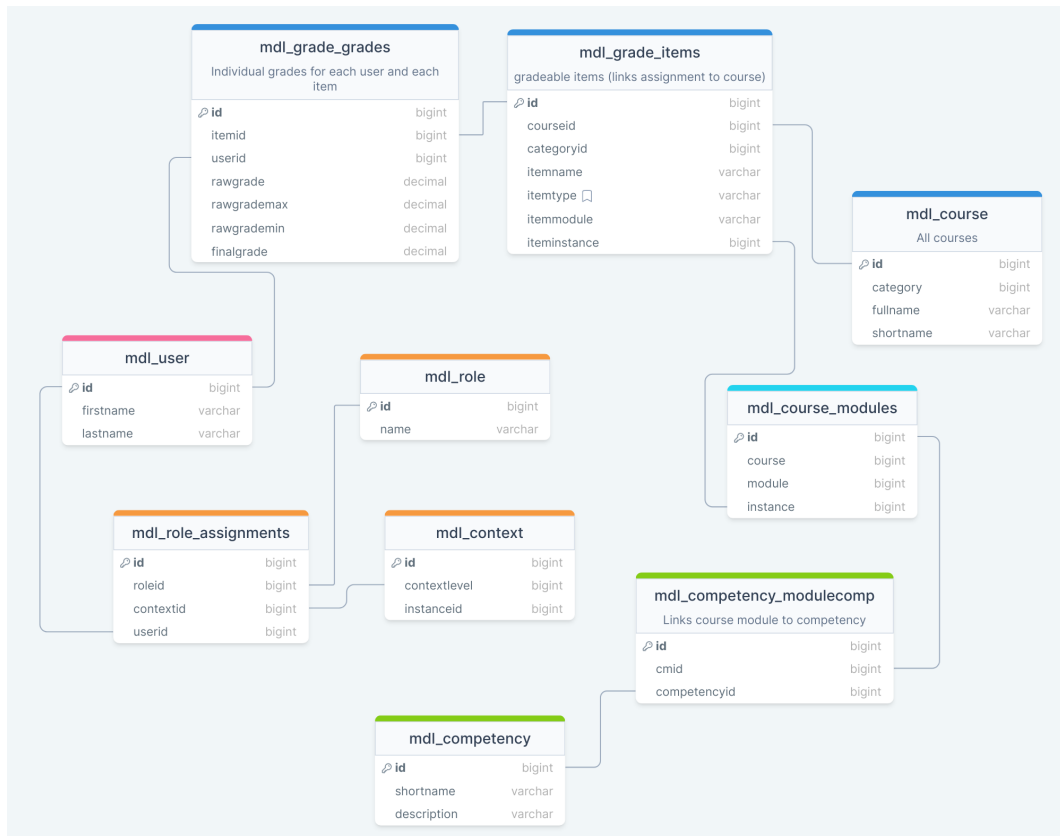 mdl_grade_grades
Individual grades for each user and each
item
id bigint
itemid bigint
userid bigint
rawgrade decimal
rawgrademax decimal
rawgrademin decimal
finalgrade decimal
mdl_grade_items
gradeable items (links assignment to course)
id bigint
courseid bigint
categoryid bigint
itemname varchar
itemtype varchar
itemmodule varchar
iteminstance bigint
mdl_course
All courses
id bigint
category bigint
fullname varchar
shortname varchar
mdl_user
id bigint
firstname varchar
lastname varchar
mdl_role
id bigint
name varchar
mdl_course_modules
id bigint
course bigint
module bigint
instance bigint
mdl_role_assignments
id bigint
roleid bigint
contextid bigint
userid bigint
mdl_context
id bigint
contextlevel bigint
instanceid bigint
mdl_competency_modulecomp
Links course module to competency
id bigint
cmid bigint
competencyid bigint
mdl_competency
id bigint
shortname varchar
description varchar